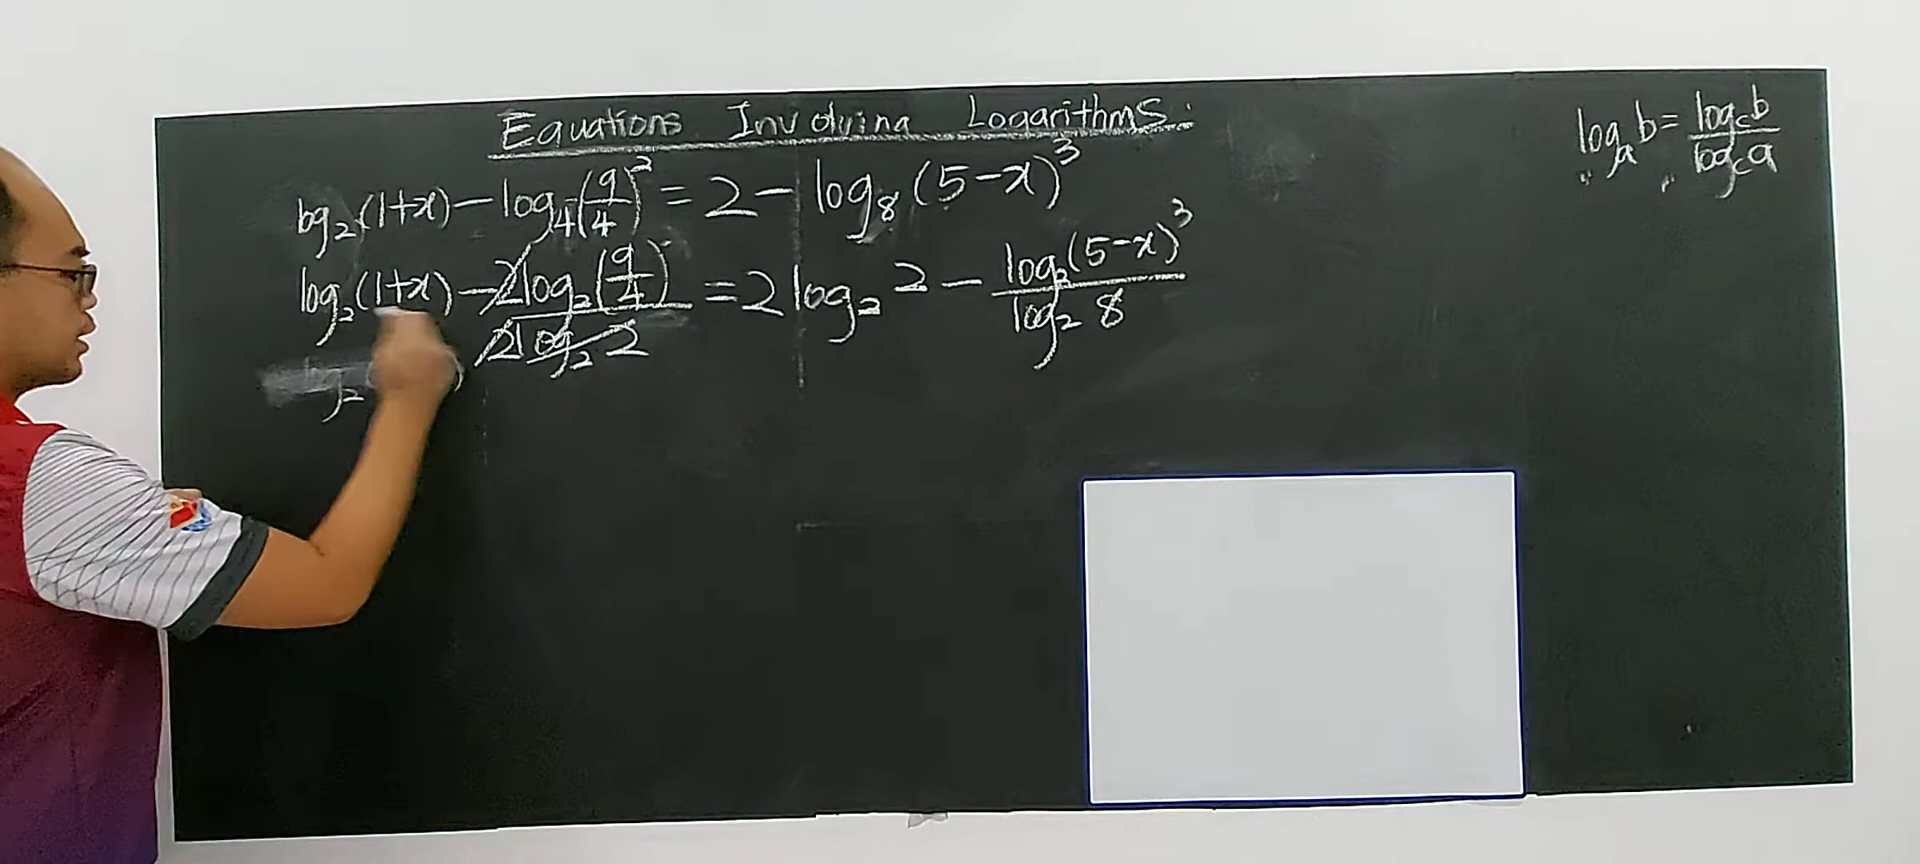 Equations Involving Logarithms:
log₂(1+x) − log₄(9/4)² = 2 − log₈(5−x)³
log₂(1+x) − 2log₂(9/4) / 2log₂2 = 2log₂2 − log₂(5−x)³ / log₂8
log_a b = log_c b / log_c a